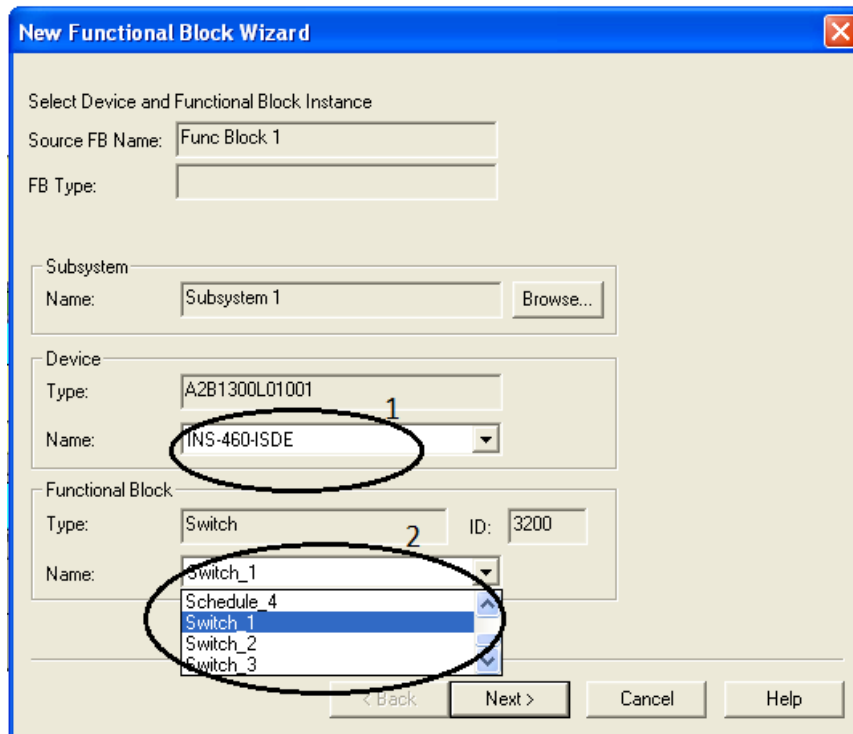 New Functional Block Wizard
Select Device and Functional Block Instance
Source FB Name: Func Block 1
FB Type:
Subsystem
Name: Subsystem 1 Browse...
Device
Type: A2B1300L01001
1
Name: INS-460-ISDE
Functional Block
Type: Switch ID: 3200
2
Name: Switch_1
Schedule_4
Switch_1
Switch_2
Switch_3
< Back Next > Cancel Help